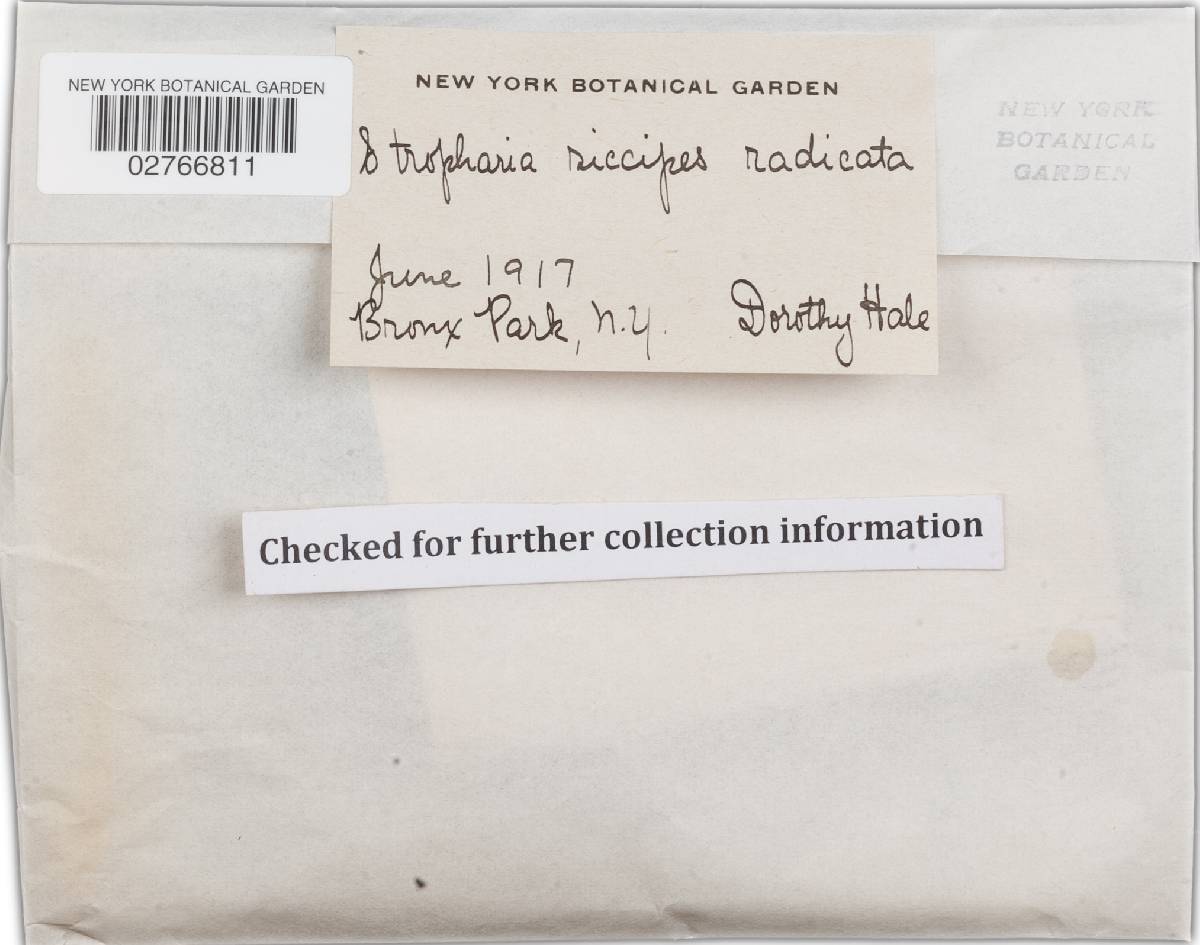 NEW YORK BOTANICAL GARDEN
02766811
NEW YORK BOTANICAL GARDEN
Stropharia siccipes radicata
June 1917
Bronx Park, N.Y. Dorothy Hale
NEW YORK
BOTANICAL
GARDEN
Checked for further collection information